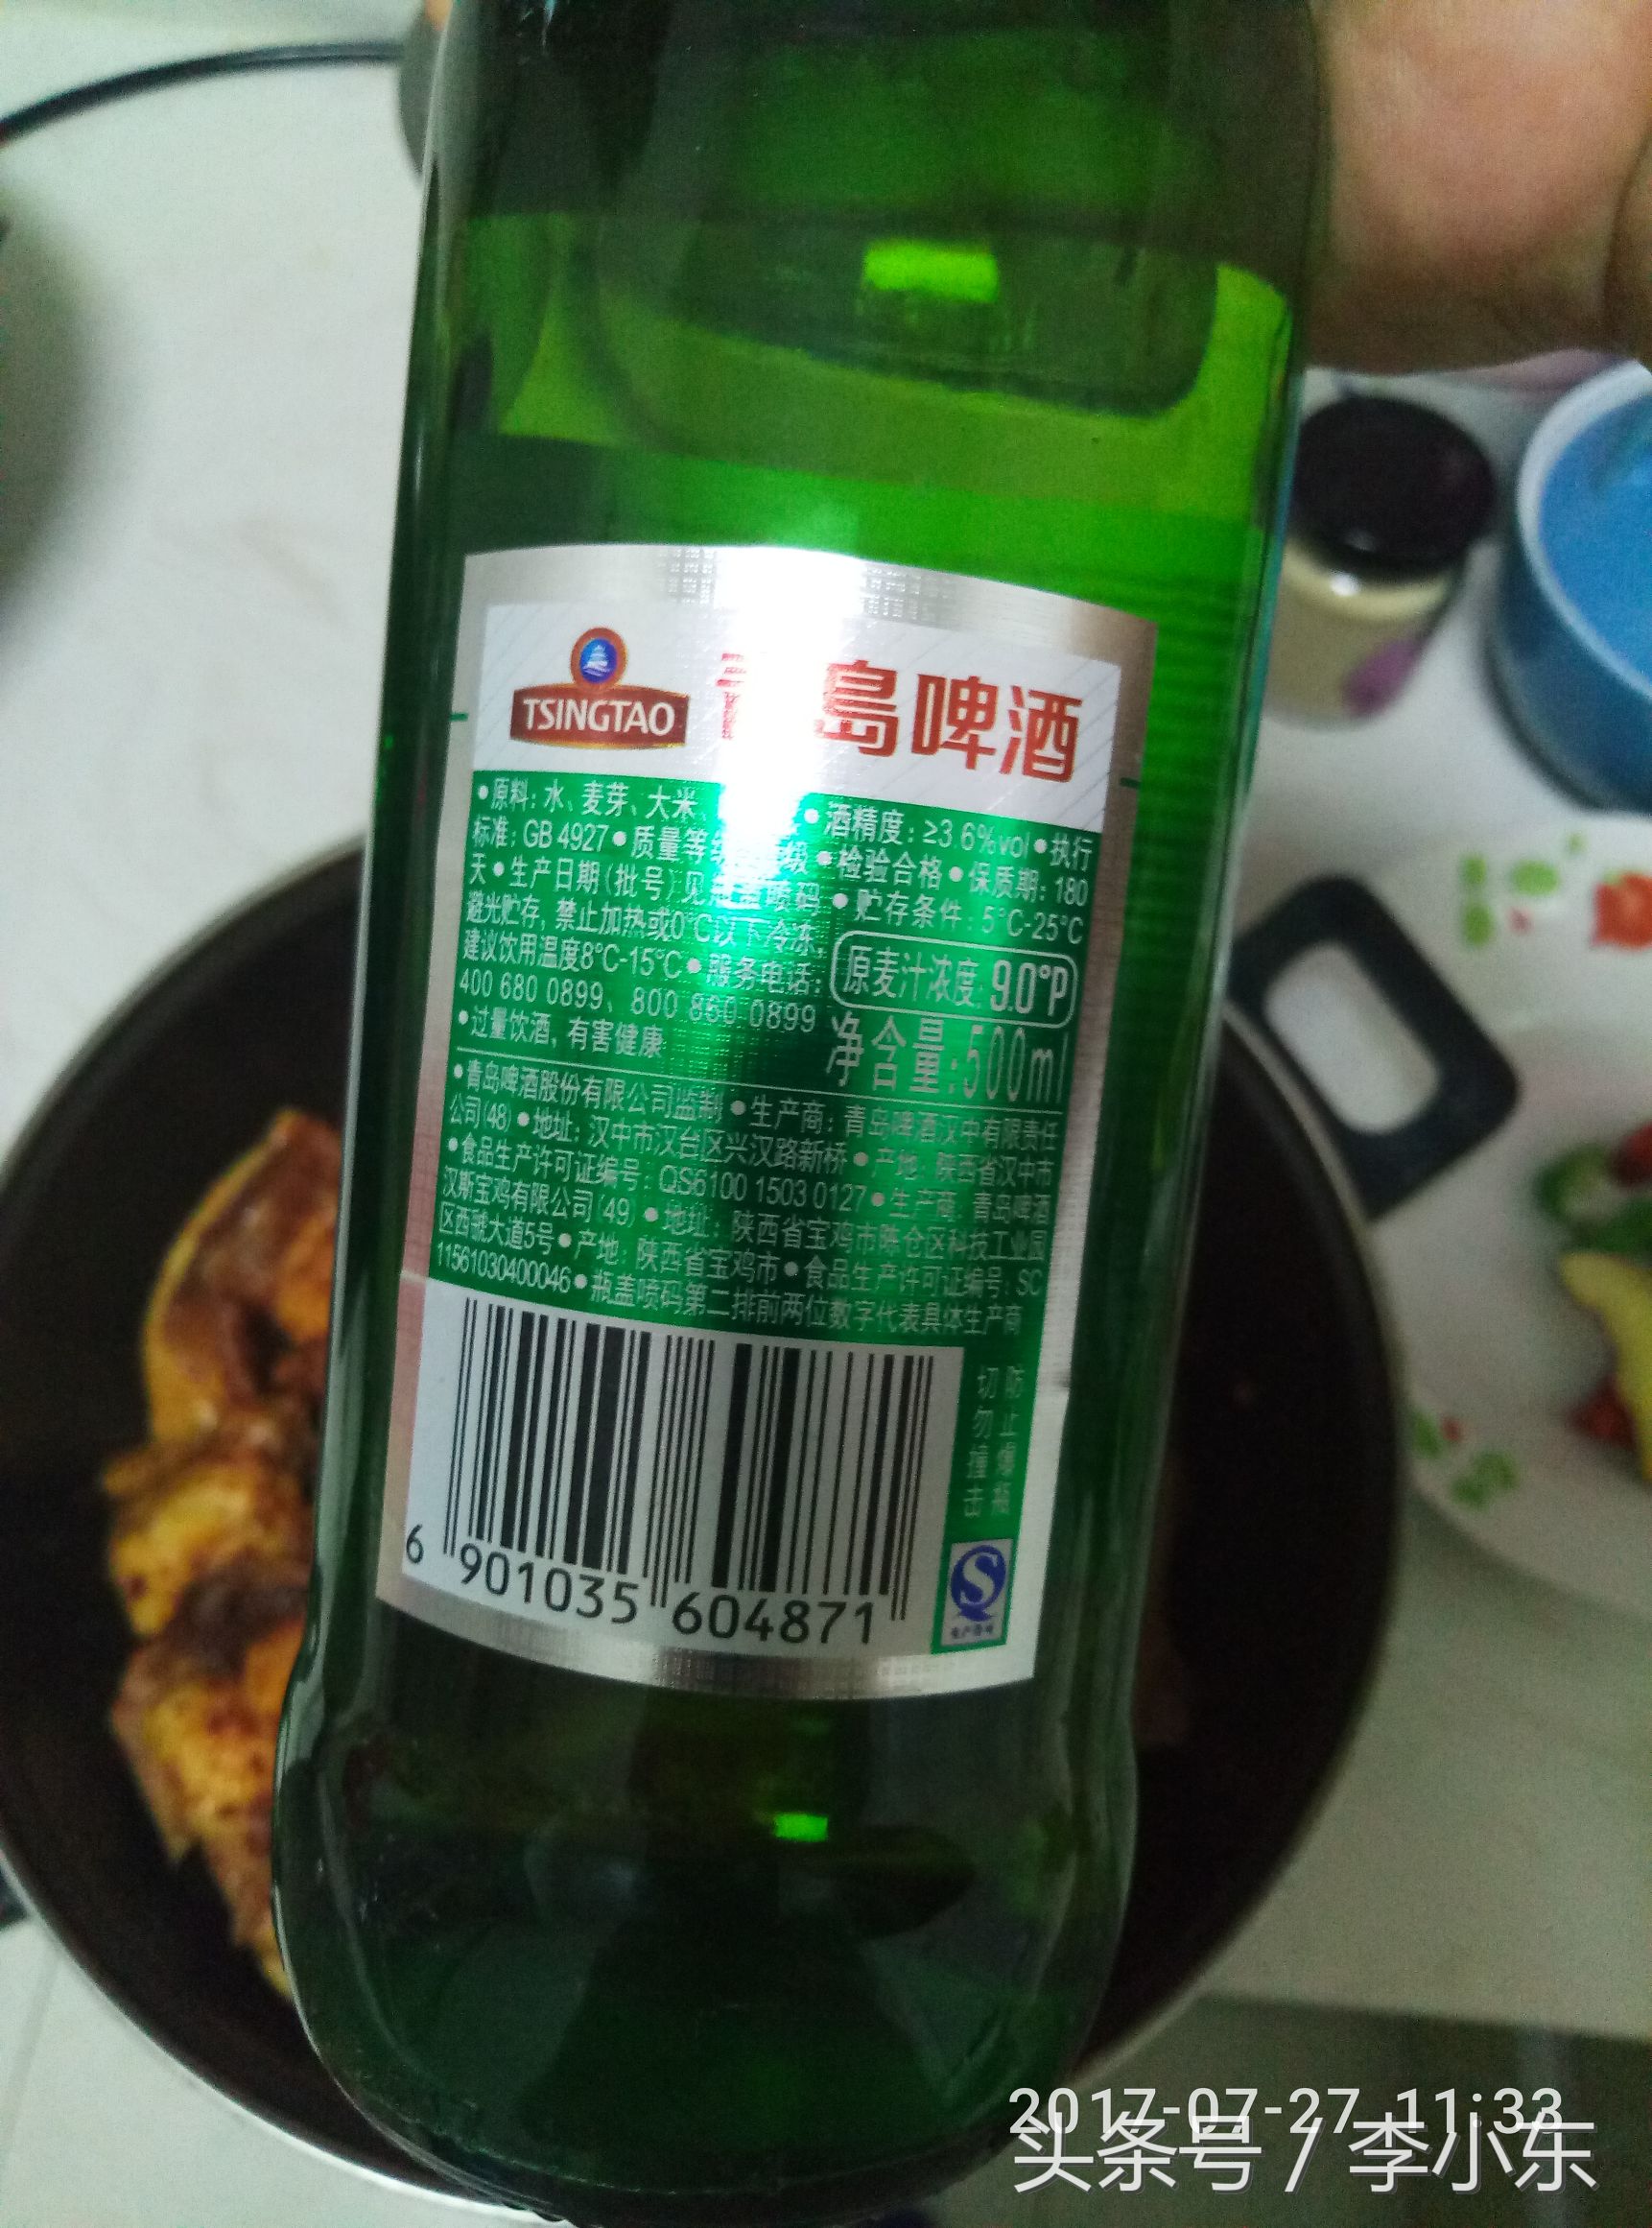 TSINGTAO
島啤酒
•原料：水、麦芽、大米 •酒精度：≥3.6%vol•执行
标准：GB 4927•质量等级 级•检验合格•保质期：180
天•生产日期(批号)见 喷码•贮存条件：5°C-25°C
避光贮存，禁止加热或0°C以下冷冻，
建议饮用温度8°C-15°C•服务电话：
400 680 0899、800 860 0899
原麦汁浓度：9.0°P
•过量饮酒，有害健康
净含量：500ml
•青岛啤酒股份有限公司监制•生产商：青岛啤酒汉中有限责任
公司(48)•地址：汉中市汉台区兴汉路新桥•产地：陕西省汉中市
•食品生产许可证编号：QS6100 1503 0127•生产商：青岛啤酒
汉斯宝鸡有限公司(49)•地址：陕西省宝鸡市陈仓区科技工业园
区西虢大道5号•产地：陕西省宝鸡市•食品生产许可证编号：SC
11561030400046•瓶盖喷码第二排前两位数字代表具体生产商
防止爆瓶
切勿撞击
6 901035 604871
2017-07-27 11:33
头条号 / 李小东